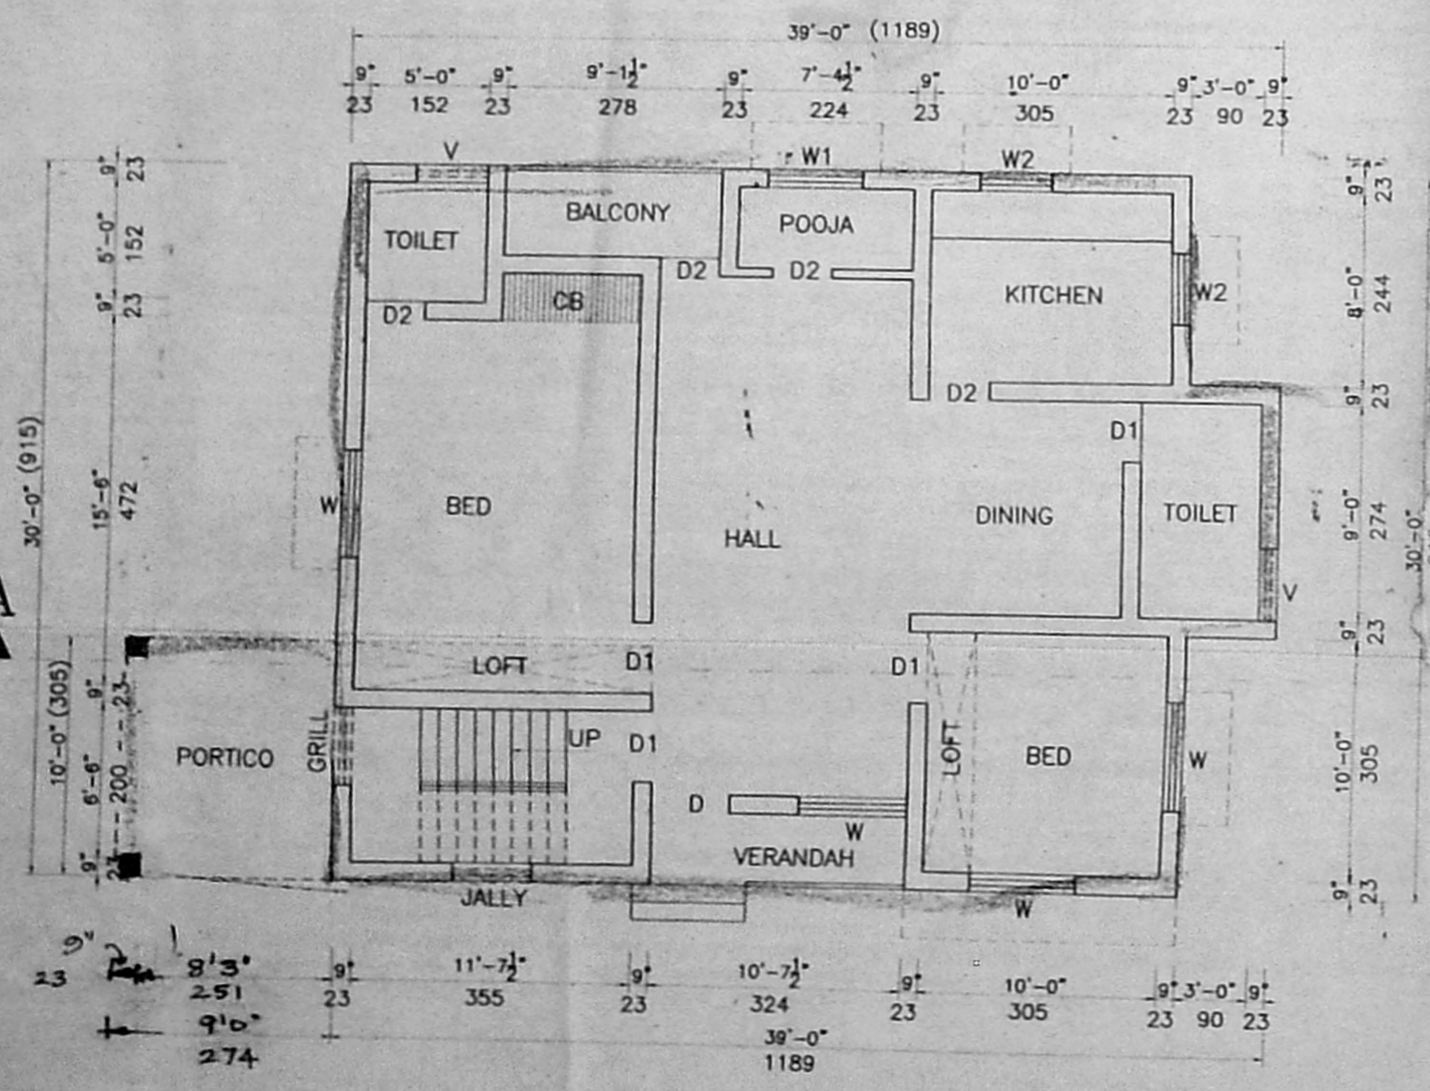 39'-0" (1189)
9" 5'-0" 9" 9'-1½" 9" 7'-4½" 9" 10'-0" 9" 3'-0" 9"
23 152 23 278 23 224 23 305 23 90 23
V W1 W2
9" 23
5'-0" 152
9" 23
15'-6" 472
30'-0" (915)
10'-0" (305)
9" 23
6'-6" 200
9" 23
TOILET BALCONY POOJA
D2 D2
CB KITCHEN W2
D2
D2
D1
W BED HALL DINING TOILET
V
LOFT D1 D1
PORTICO GRILL UP D1 LOFT BED W
D
W
VERANDAH
JALLY W
9" 23
8'-0" 244
9" 23
9'-0" 274
9" 23
10'-0" 305
9" 23
30'-0"
9" 8'3" 9" 11'-7½" 9" 10'-7½" 9" 10'-0" 9" 3'-0" 9"
23 251 23 355 23 324 23 305 23 90 23
9'0" 39'-0"
274 1189